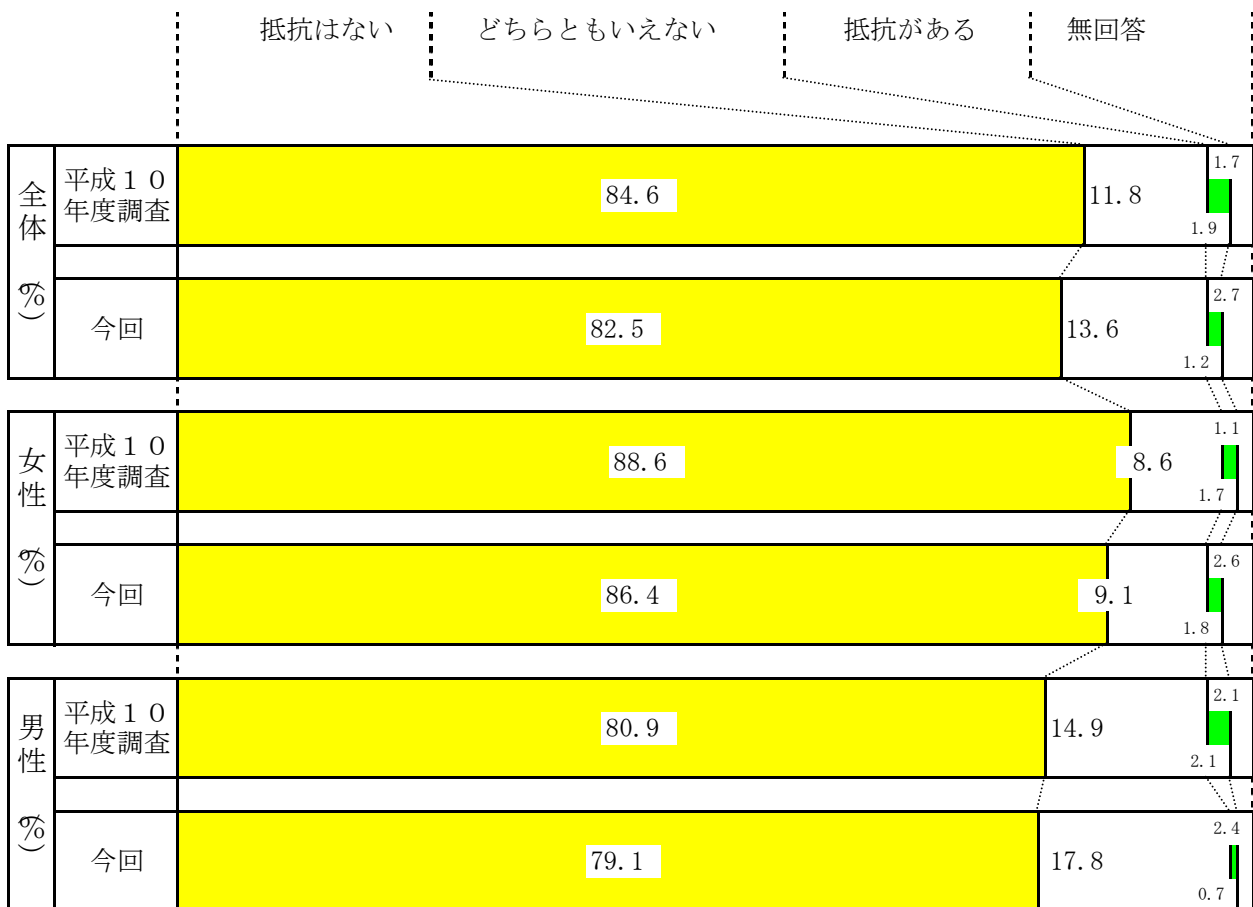 抵抗はない どちらともいえない 抵抗がある 無回答
全体（％）
平成１０年度調査
84.6 11.8 1.9 1.7
今回
82.5 13.6 1.2 2.7
女性（％）
平成１０年度調査
88.6 8.6 1.7 1.1
今回
86.4 9.1 1.8 2.6
男性（％）
平成１０年度調査
80.9 14.9 2.1 2.1
今回
79.1 17.8 0.7 2.4